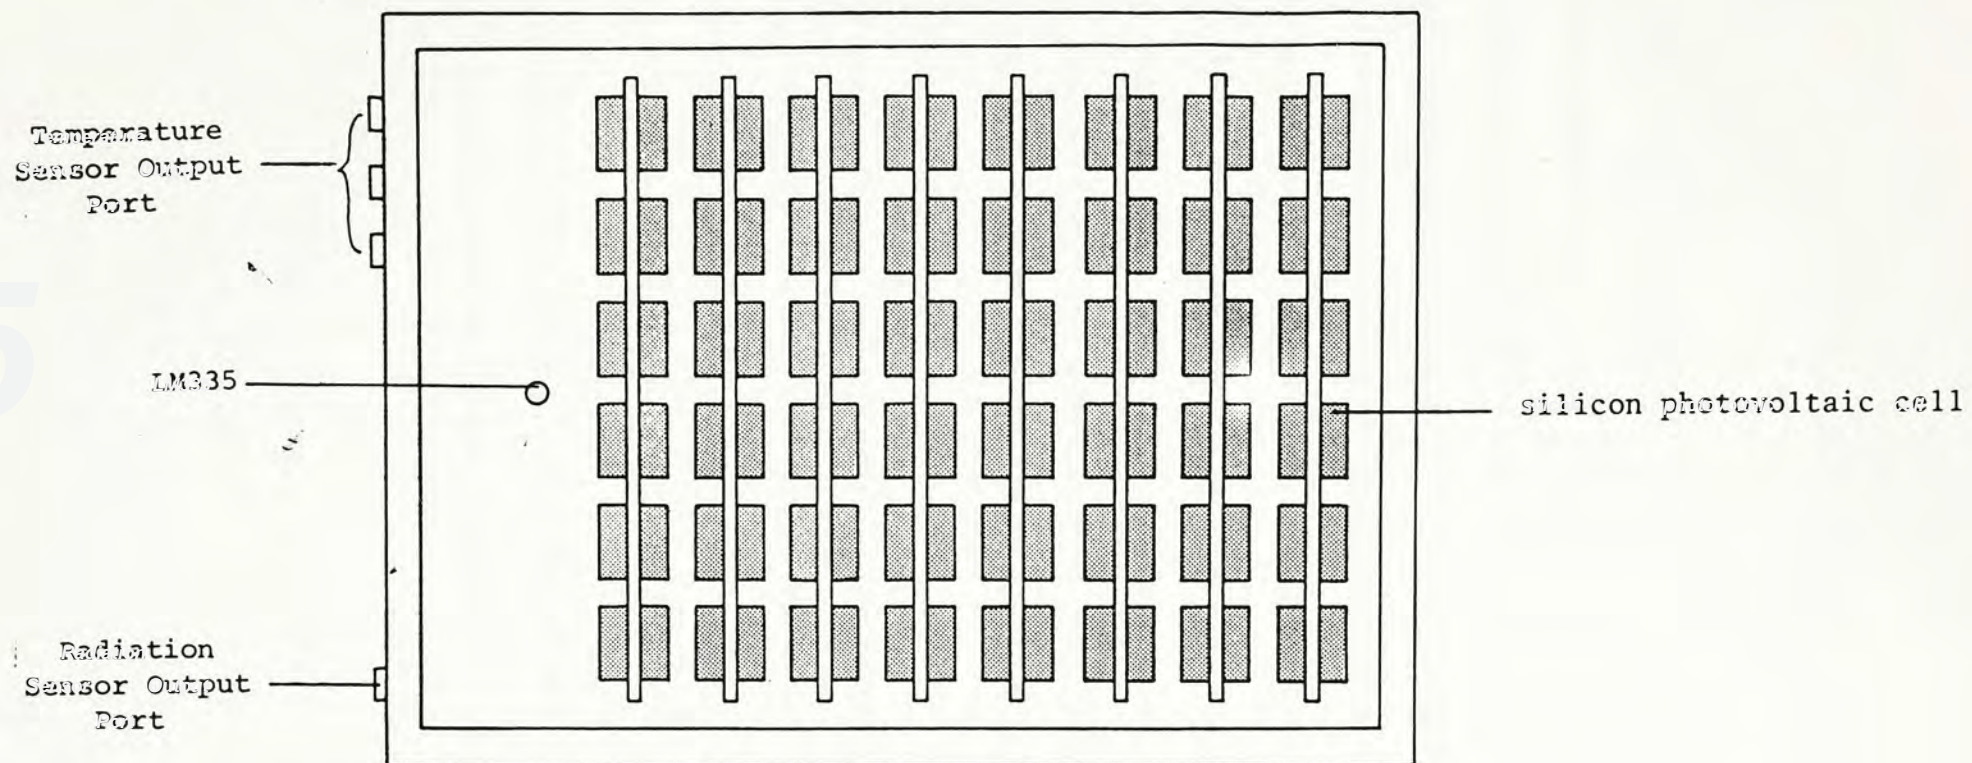 Temperature
Sensor Output
Port
LM335
silicon photovoltaic cell
Radiation
Sensor Output
Port